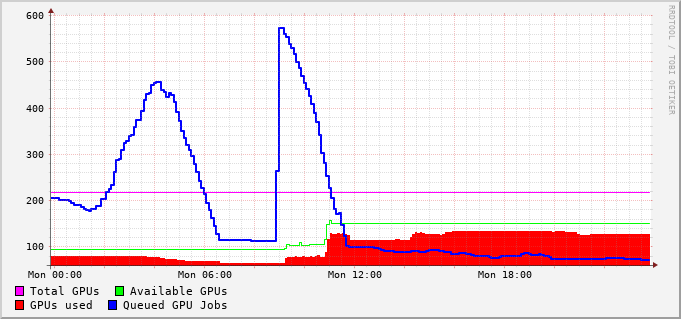 600
500
400
300
200
100
Mon 00:00 Mon 06:00 Mon 12:00 Mon 18:00
Total GPUs Available GPUs
GPUs used Queued GPU Jobs
RRDTOOL / TOBI OETIKER